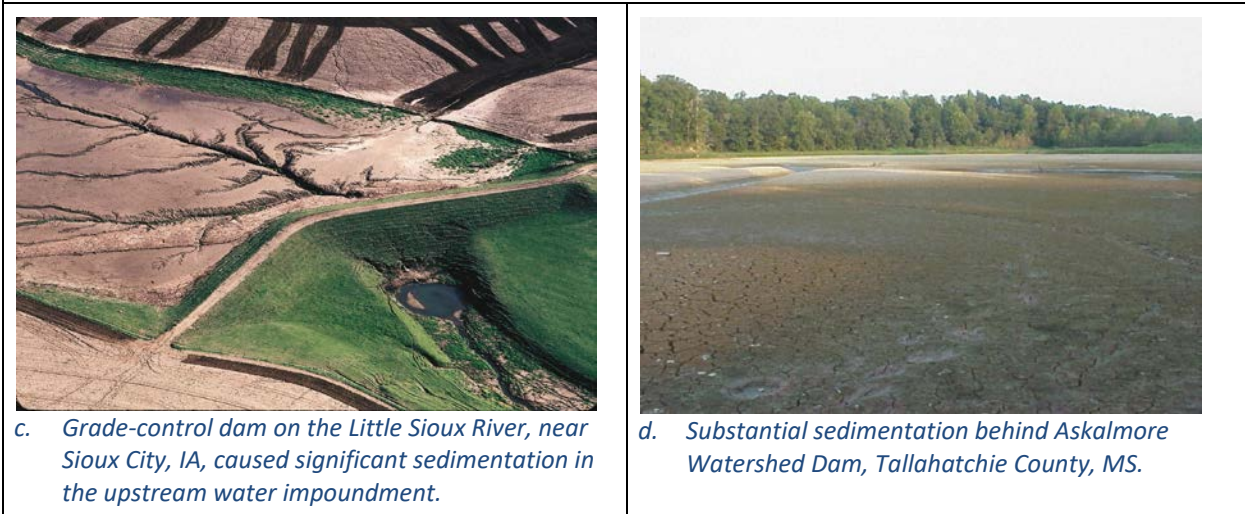 c. Grade-control dam on the Little Sioux River, near
Sioux City, IA, caused significant sedimentation in
the upstream water impoundment.
d. Substantial sedimentation behind Askalmore
Watershed Dam, Tallahatchie County, MS.